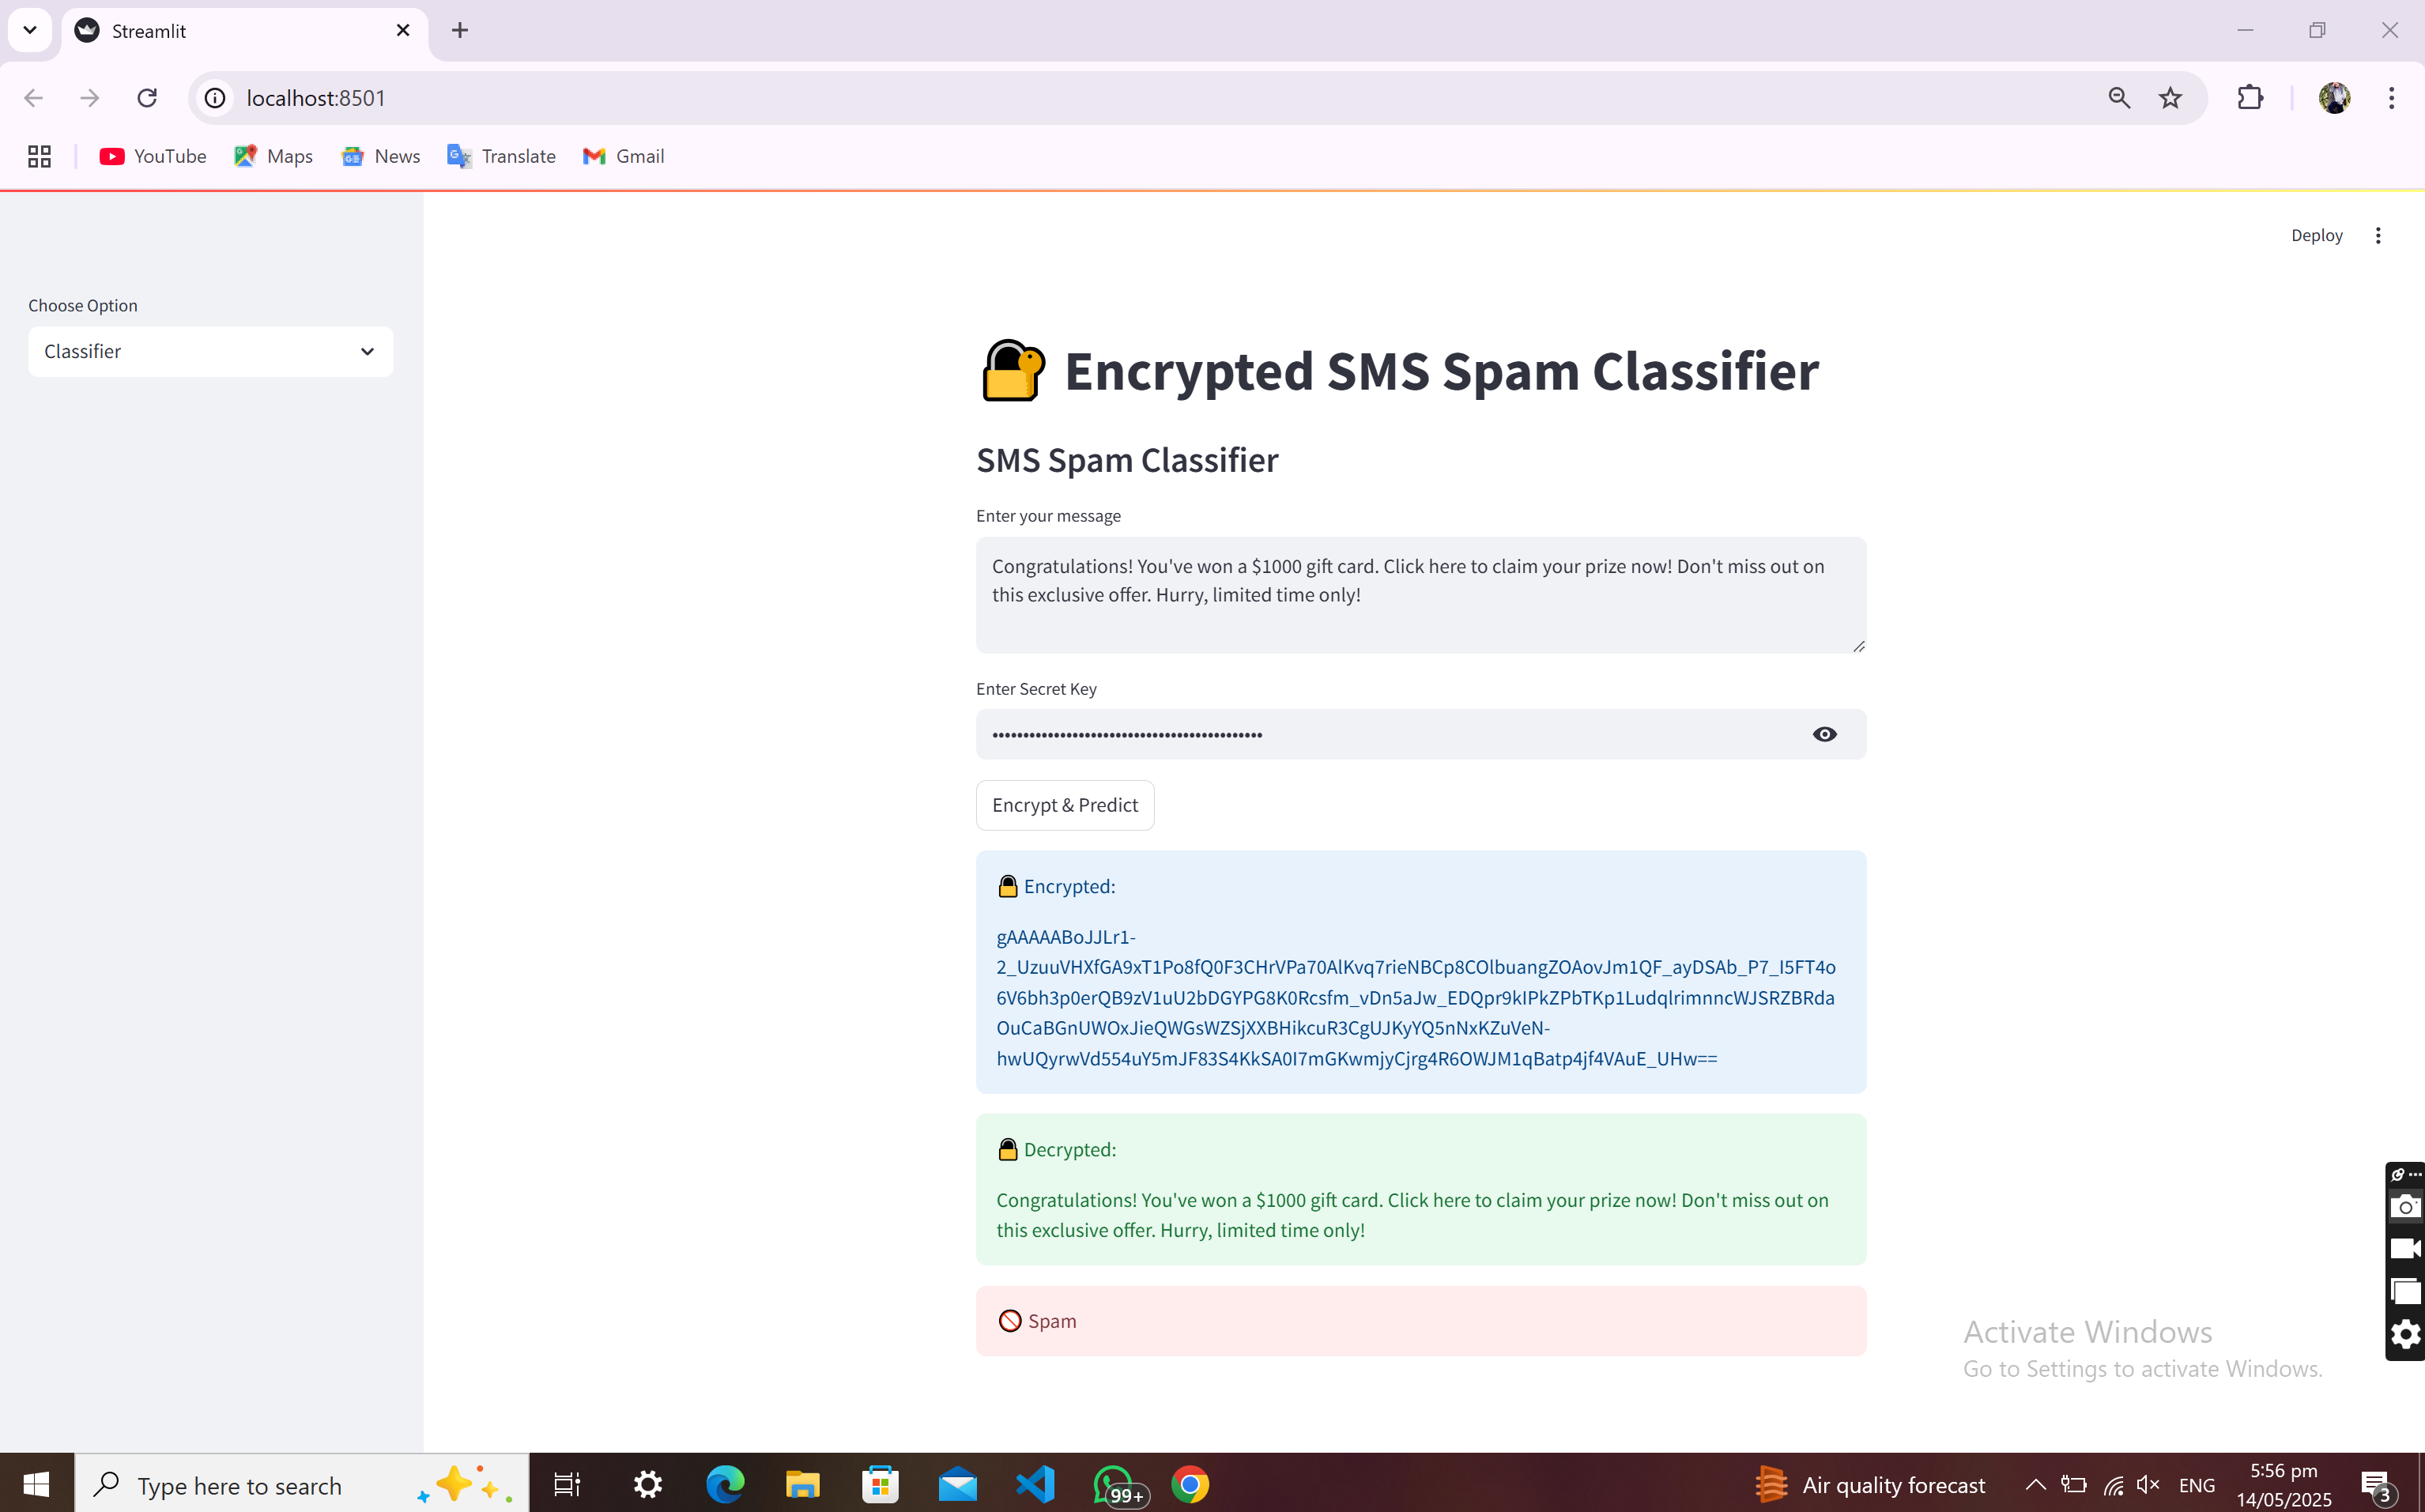 Streamlit
localhost:8501
YouTube
Maps
News
Translate
Gmail
Deploy
Choose Option
Classifier
Encrypted SMS Spam Classifier
SMS Spam Classifier
Enter your message
Congratulations! You've won a $1000 gift card. Click here to claim your prize now! Don't miss out on
this exclusive offer. Hurry, limited time only!
Enter Secret Key
Encrypt & Predict
Encrypted:
gAAAAABoJJLr1-
2_UzuuVHXfGA9xT1Po8fQ0F3CHrVPa70AlKvq7rieNBCp8COlbuangZOAovJm1QF_ayDSAb_P7_I5FT4o
6V6bh3p0erQB9zV1uU2bDGYPG8K0Rcsfm_vDn5aJw_EDQpr9kIPkZPbTKp1LudqlrimnncWJSRZBRda
OuCaBGnUWOxJieQWGsWZSjXXBHikcuR3CgUJKyYQ5nNxKZuVeN-
hwUQyrwVd554uY5mJF83S4KkSA0I7mGKwmjyCjrg4R6OWJM1qBatp4jf4VAuE_UHw==
Decrypted:
Congratulations! You've won a $1000 gift card. Click here to claim your prize now! Don't miss out on
this exclusive offer. Hurry, limited time only!
Spam
Activate Windows
Go to Settings to activate Windows.
Type here to search
99+
Air quality forecast
ENG
5:56 pm
14/05/2025
3